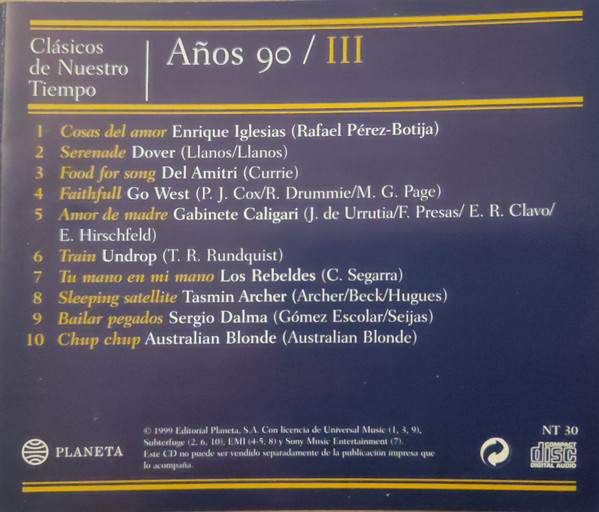 Clásicos
de Nuestro
Tiempo
Años 90 / III
1 Cosas del amor Enrique Iglesias (Rafael Pérez-Botija)
2 Serenade Dover (Llanos/Llanos)
3 Food for song Del Amitri (Currie)
4 Faithfull Go West (P. J. Cox/R. Drummie/M. G. Page)
5 Amor de madre Gabinete Caligari (J. de Urrutia/F. Presas/ E. R. Clavo/
E. Hirschfeld)
6 Train Undrop (T. R. Rundquist)
7 Tu mano en mi mano Los Rebeldes (C. Segarra)
8 Sleeping satellite Tasmin Archer (Archer/Beck/Hugues)
9 Bailar pegados Sergio Dalma (Gómez Escolar/Seijas)
10 Chup chup Australian Blonde (Australian Blonde)
PLANETA
© 1999 Editorial Planeta, S.A. Con licencia de Universal Music (1, 3, 9),
Subterfuge (2, 6, 10), EMI (4-5, 8) y Sony Music Entertainment (7).
Este CD no puede ser vendido separadamente de la publicación impresa que
lo acompaña.
NT 30
COMPACT
disc
DIGITAL AUDIO